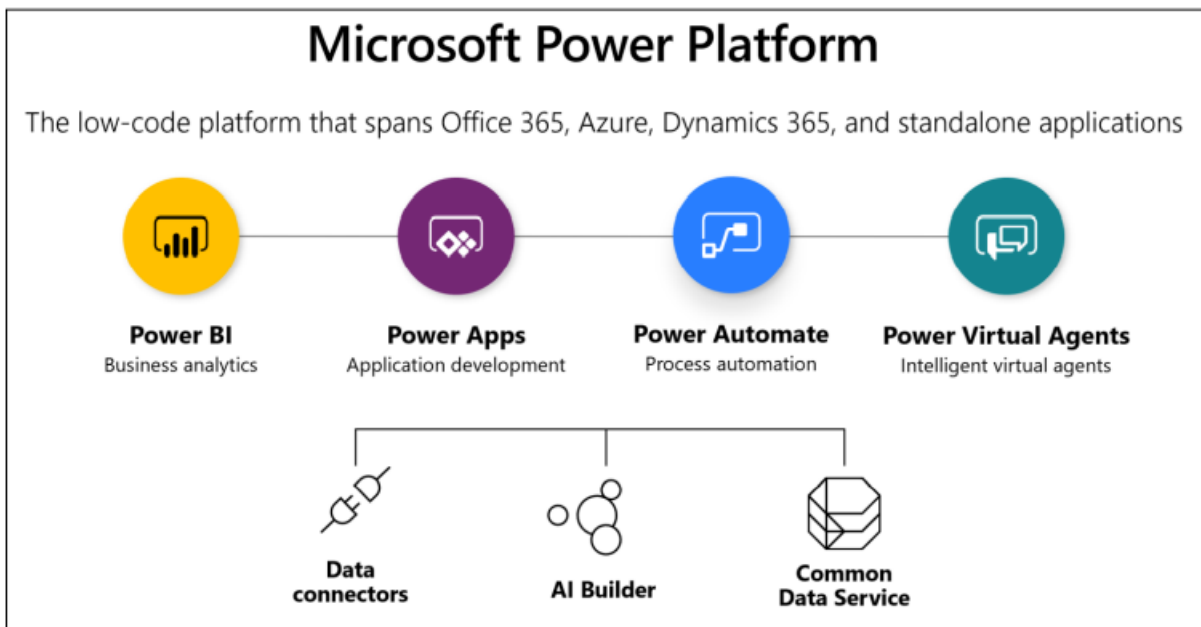 Microsoft Power Platform
The low-code platform that spans Office 365, Azure, Dynamics 365, and standalone applications
Power BI
Business analytics
Power Apps
Application development
Power Automate
Process automation
Power Virtual Agents
Intelligent virtual agents
Data
connectors
AI Builder
Common
Data Service